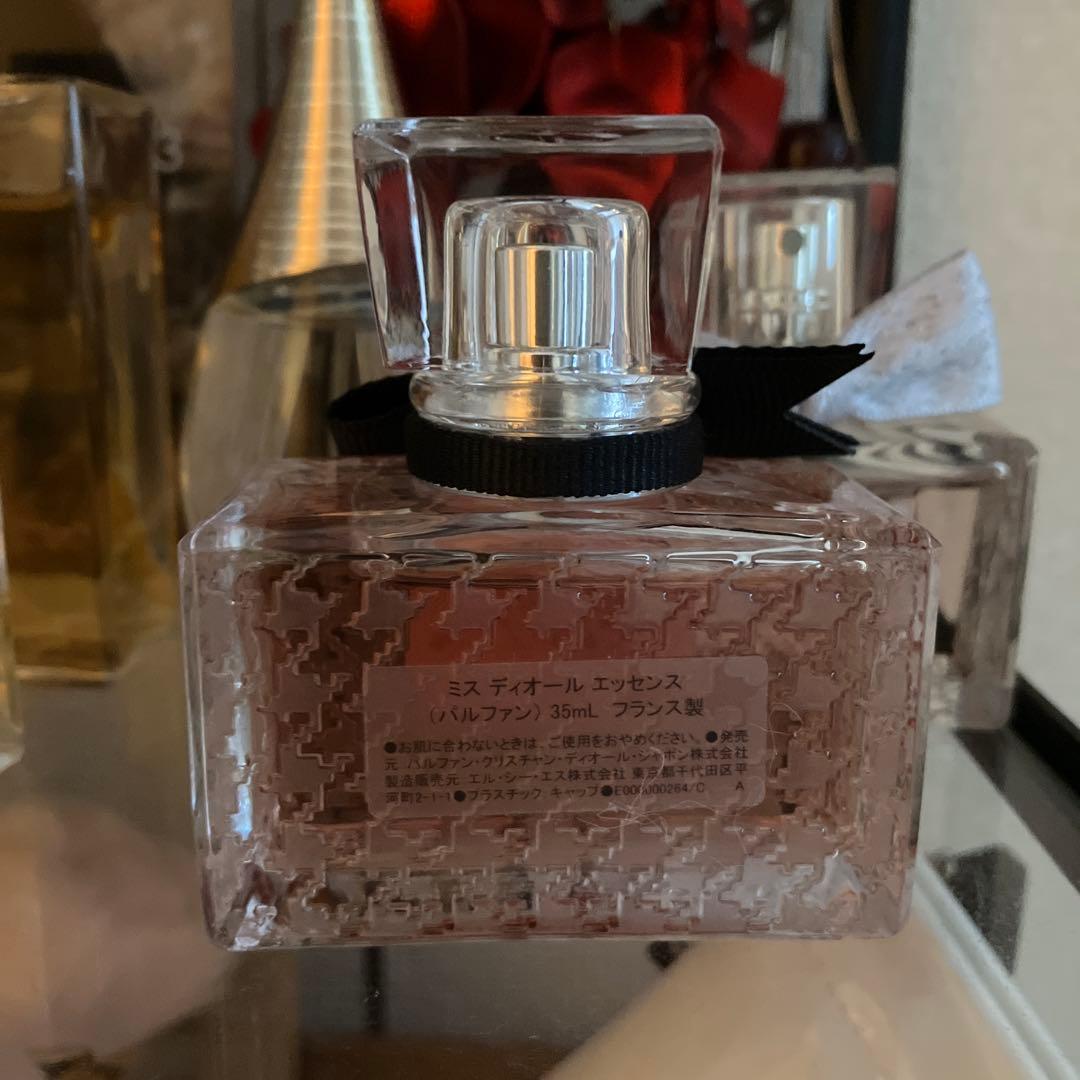 ミス ディオール エッセンス
(パルファン) 35mL フランス製
●お肌に合わないときは、ご使用をおやめください。●発売
元 パルファン・クリスチャン・ディオール・ジャポン株式会社
製造販売元 エル・シー・エス株式会社 東京都千代田区平
河町2-1-1●プラスチック・キャップ●E000000264/C A